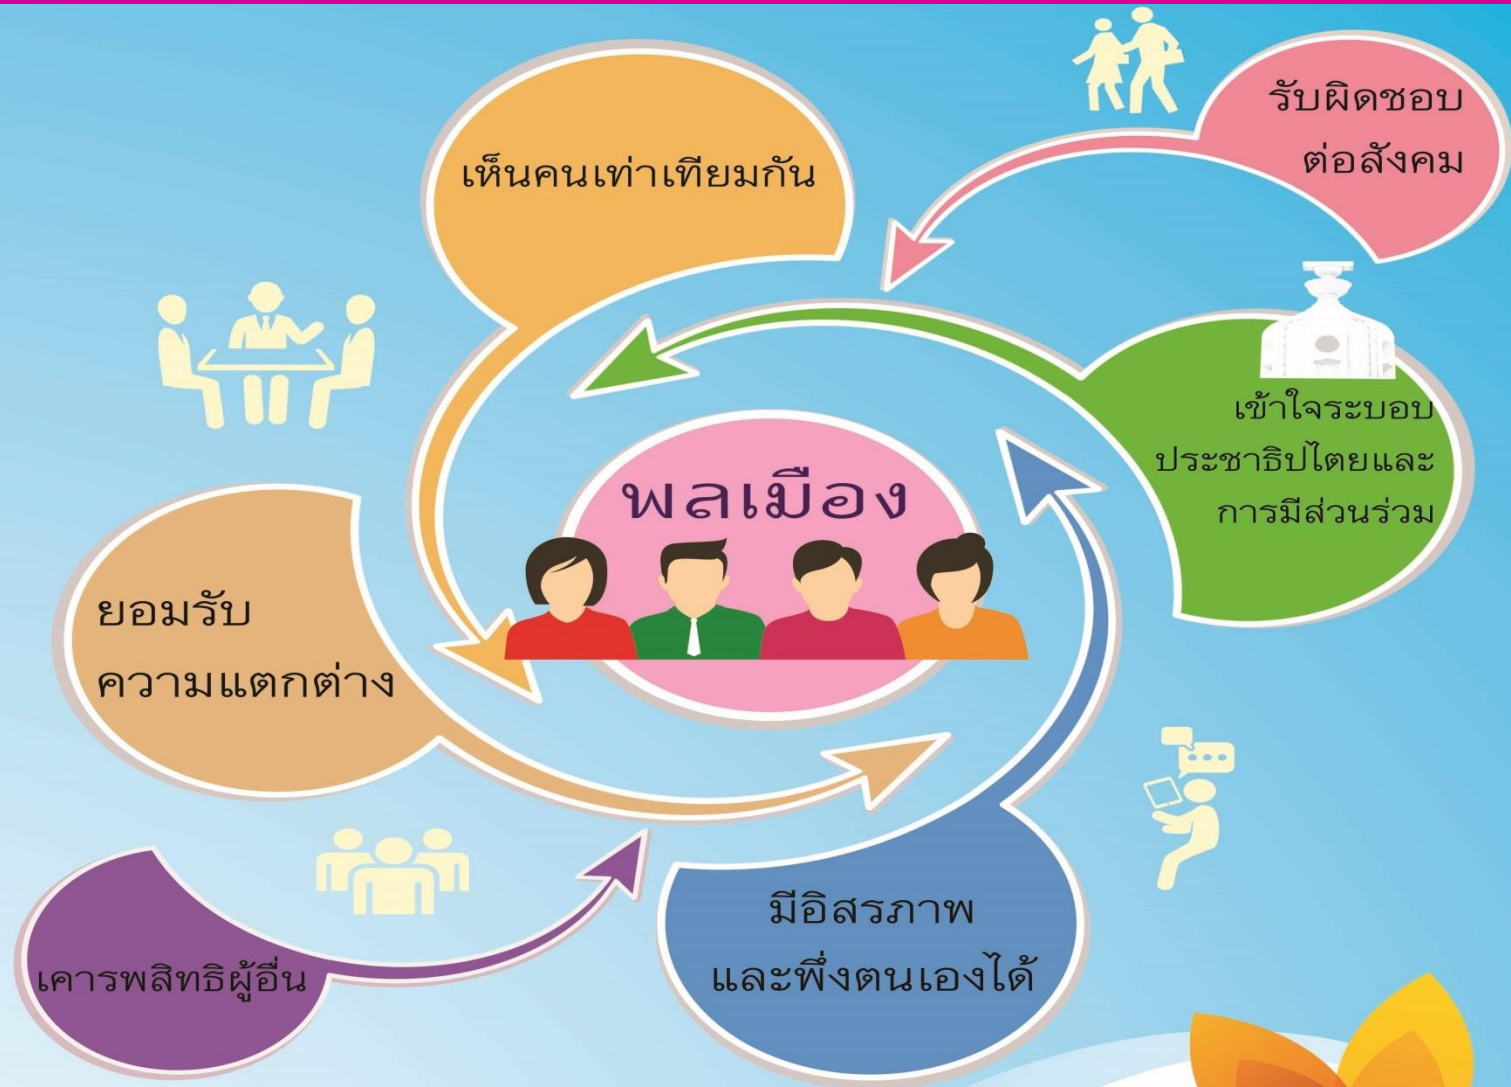 เห็นคนเท่าเทียมกัน
รับผิดชอบ
ต่อสังคม
เข้าใจระบอบ
ประชาธิปไตยและ
การมีส่วนร่วม
พลเมือง
ยอมรับ
ความแตกต่าง
มีอิสรภาพ
และพึ่งตนเองได้
เคารพสิทธิผู้อื่น